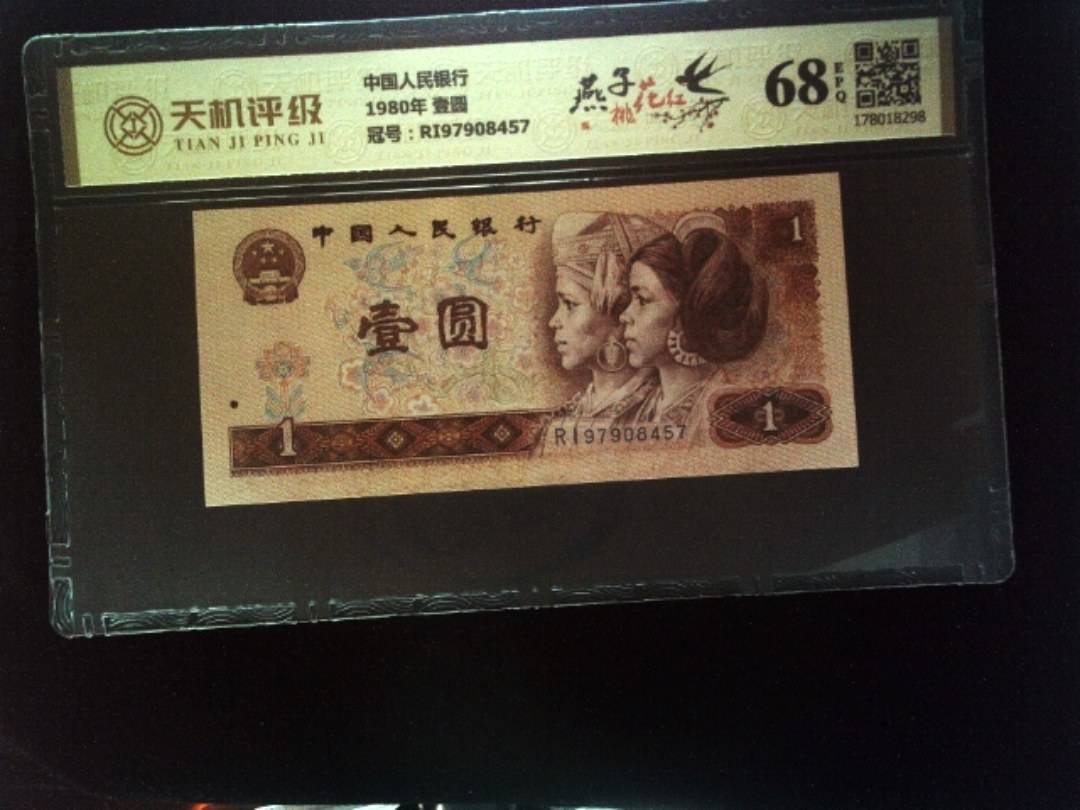 天机评级
TIAN JI PING JI
中国人民银行
1980年 壹圆
冠号：RI97908457
燕子
桃花红
68
EPQ
178018298
中国人民银行
1
壹圆
1
RI97908457
1